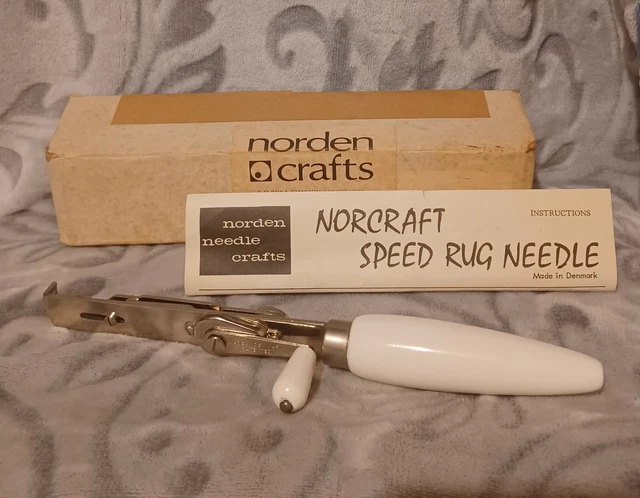 norden
crafts
norden
needle
crafts
NORCRAFT
SPEED RUG NEEDLE
INSTRUCTIONS
Made in Denmark